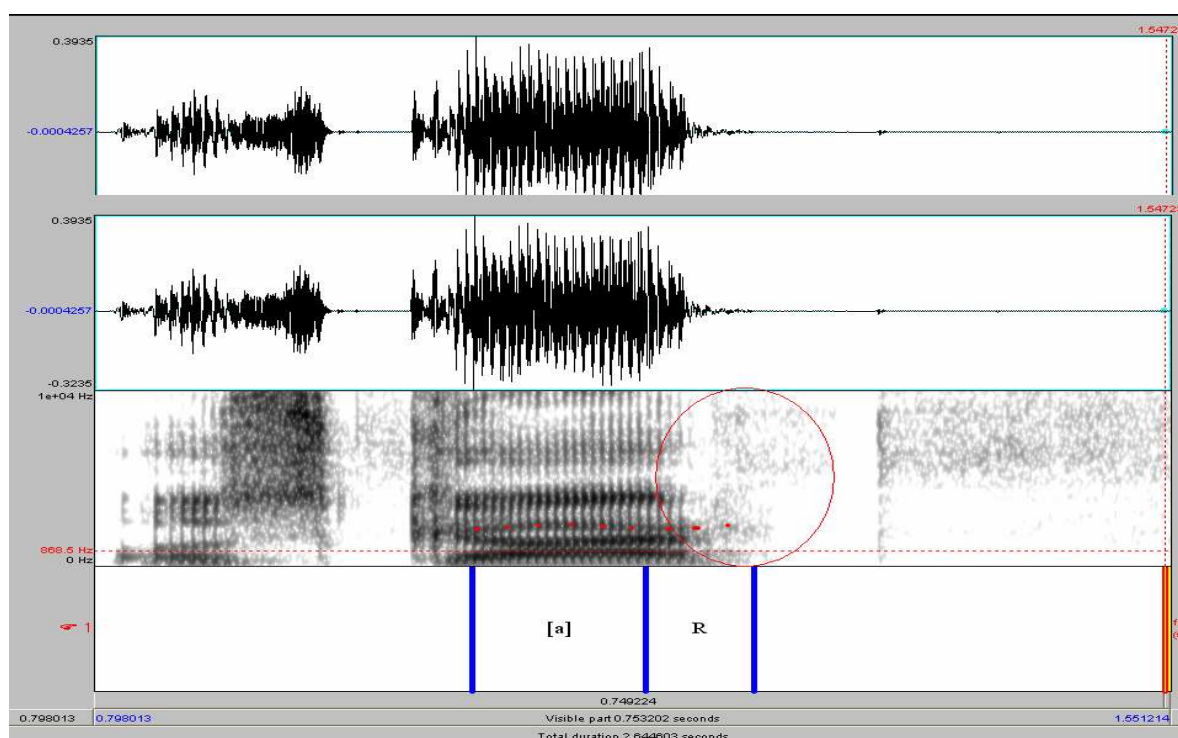 1.5472
0.3935
-0.0004257
1.5472
0.3935
-0.0004257
-0.3235
1e+04 Hz
868.5 Hz
0 Hz
1
[a]
R
0.749224
0.798013
0.798013
Visible part 0.753202 seconds
1.551214
Total duration 2.644603 seconds